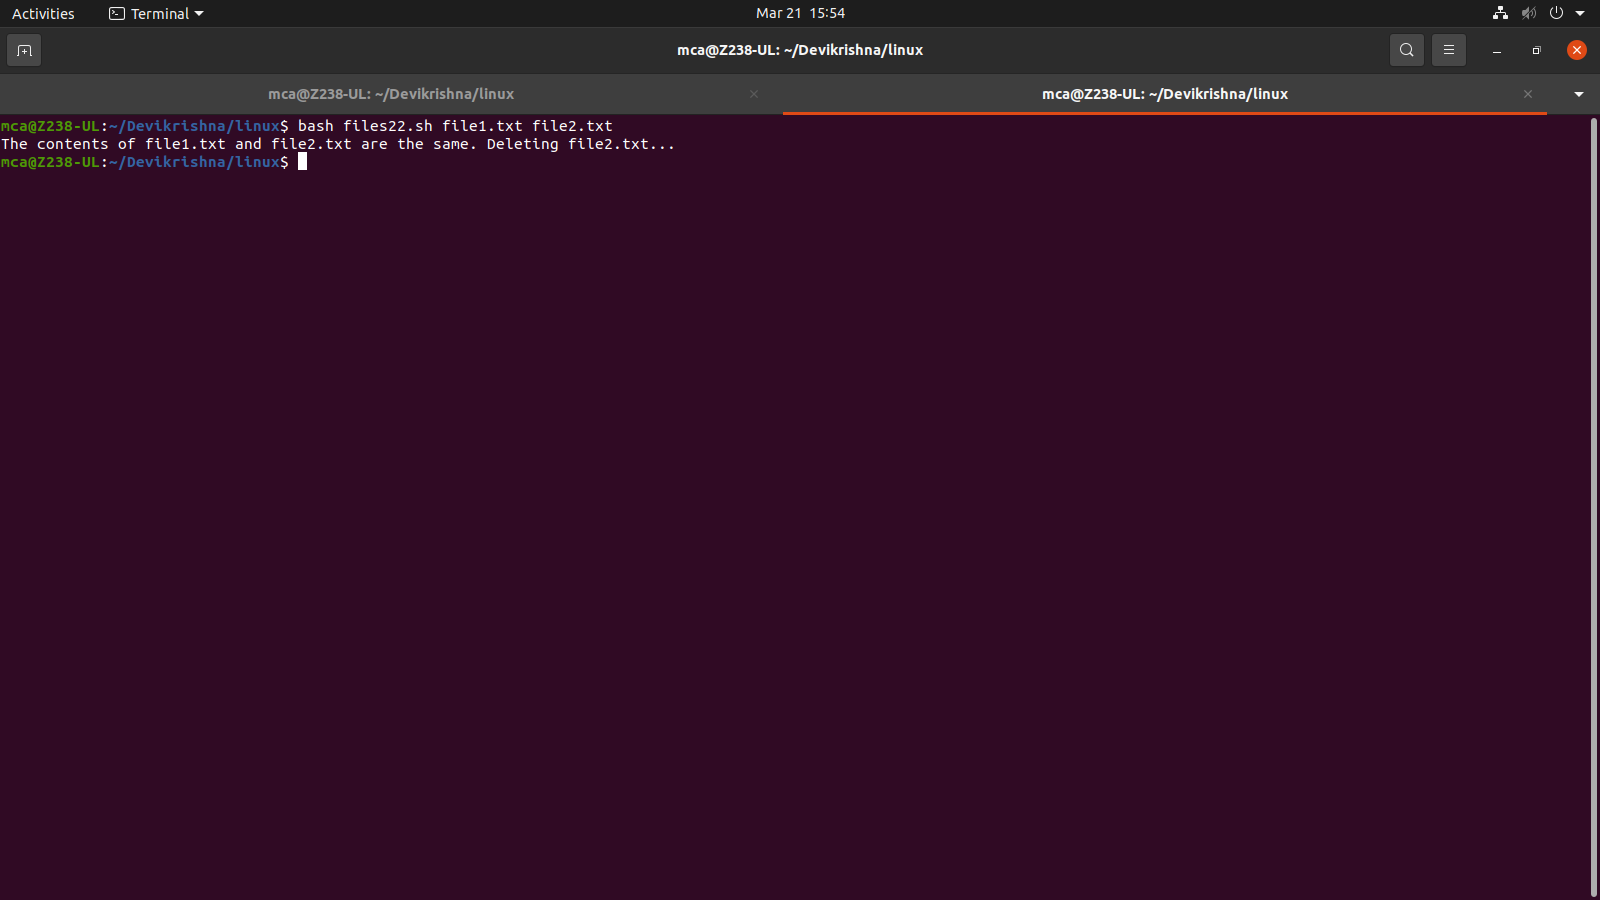 Activities Terminal Mar 21 15:54
mca@Z238-UL: ~/Devikrishna/linux
mca@Z238-UL: ~/Devikrishna/linux mca@Z238-UL: ~/Devikrishna/linux
mca@Z238-UL:~/Devikrishna/linux$ bash files22.sh file1.txt file2.txt
The contents of file1.txt and file2.txt are the same. Deleting file2.txt...
mca@Z238-UL:~/Devikrishna/linux$